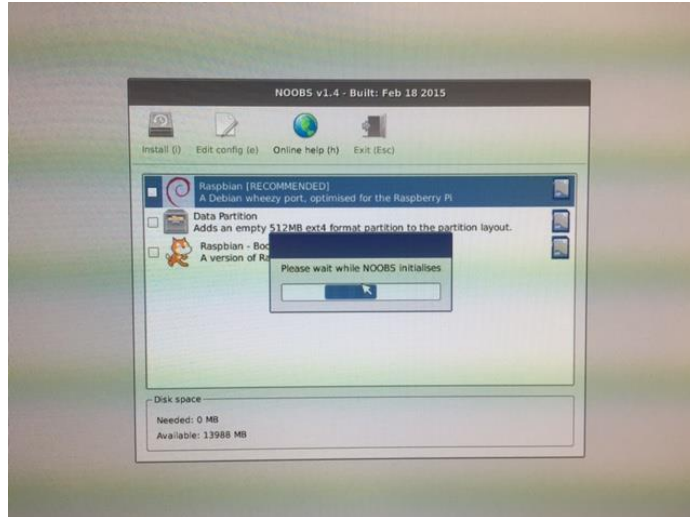 NOOBS v1.4 - Built: Feb 18 2015
Install (i) Edit config (e) Online help (h) Exit (Esc)
Raspbian [RECOMMENDED]
A Debian wheezy port, optimised for the Raspberry Pi
Data Partition
Adds an empty 512MB ext4 format partition to the partition layout.
Raspbian - Boo
A version of Ra
Please wait while NOOBS initialises
Disk space
Needed: 0 MB
Available: 13988 MB